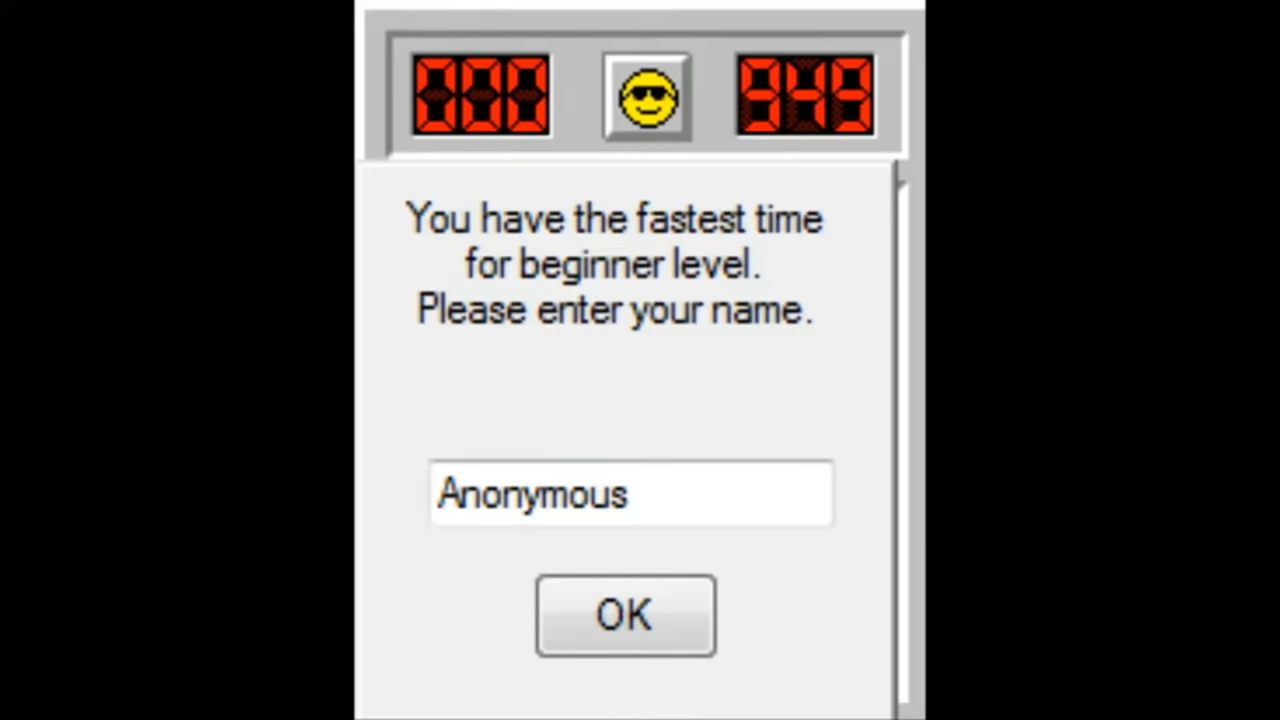 000 949
You have the fastest time
for beginner level.
Please enter your name.
Anonymous
OK